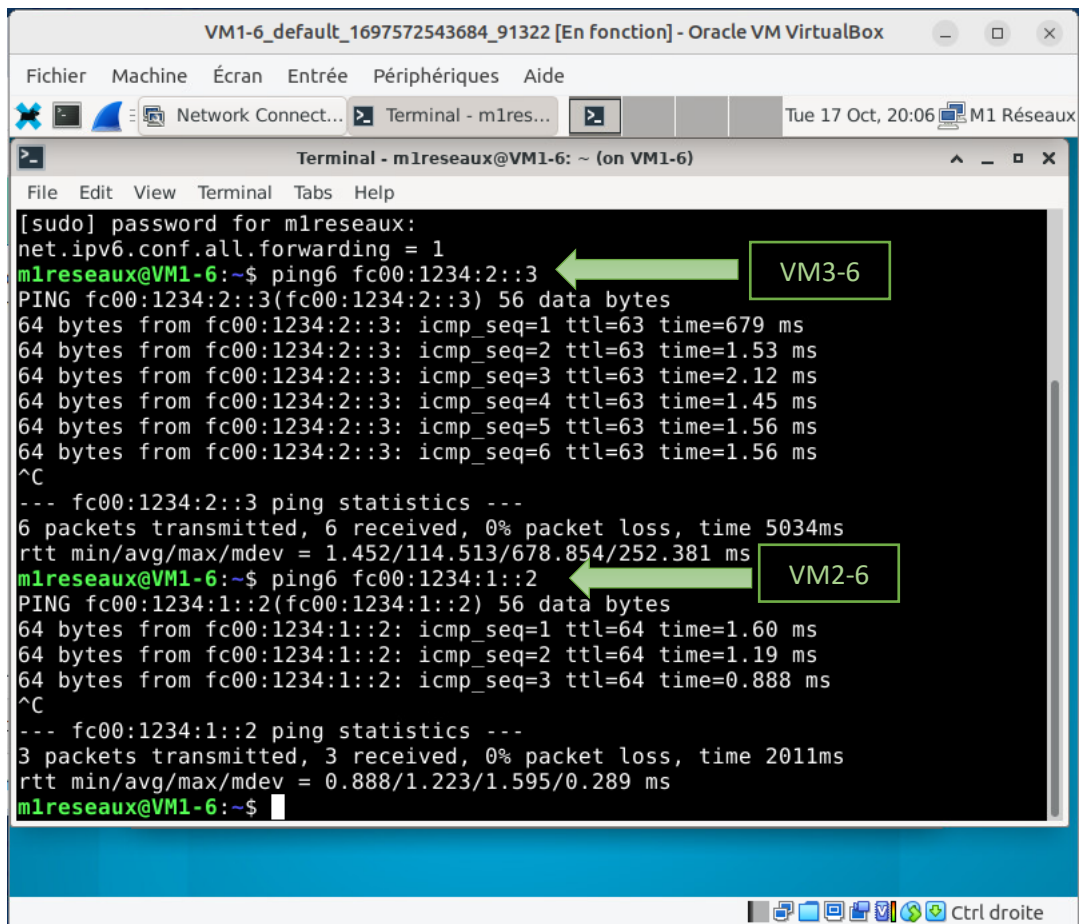 VM1-6_default_1697572543684_91322 [En fonction] - Oracle VM VirtualBox
Fichier Machine Écran Entrée Périphériques Aide
Network Connect... Terminal - m1res... Tue 17 Oct, 20:06 M1 Réseaux
Terminal - m1reseaux@VM1-6: ~ (on VM1-6)
File Edit View Terminal Tabs Help
[sudo] password for m1reseaux:
net.ipv6.conf.all.forwarding = 1
m1reseaux@VM1-6:~$ ping6 fc00:1234:2::3
VM3-6
PING fc00:1234:2::3(fc00:1234:2::3) 56 data bytes
64 bytes from fc00:1234:2::3: icmp_seq=1 ttl=63 time=679 ms
64 bytes from fc00:1234:2::3: icmp_seq=2 ttl=63 time=1.53 ms
64 bytes from fc00:1234:2::3: icmp_seq=3 ttl=63 time=2.12 ms
64 bytes from fc00:1234:2::3: icmp_seq=4 ttl=63 time=1.45 ms
64 bytes from fc00:1234:2::3: icmp_seq=5 ttl=63 time=1.56 ms
64 bytes from fc00:1234:2::3: icmp_seq=6 ttl=63 time=1.56 ms
^C
--- fc00:1234:2::3 ping statistics ---
6 packets transmitted, 6 received, 0% packet loss, time 5034ms
rtt min/avg/max/mdev = 1.452/114.513/678.854/252.381 ms
m1reseaux@VM1-6:~$ ping6 fc00:1234:1::2
VM2-6
PING fc00:1234:1::2(fc00:1234:1::2) 56 data bytes
64 bytes from fc00:1234:1::2: icmp_seq=1 ttl=64 time=1.60 ms
64 bytes from fc00:1234:1::2: icmp_seq=2 ttl=64 time=1.19 ms
64 bytes from fc00:1234:1::2: icmp_seq=3 ttl=64 time=0.888 ms
^C
--- fc00:1234:1::2 ping statistics ---
3 packets transmitted, 3 received, 0% packet loss, time 2011ms
rtt min/avg/max/mdev = 0.888/1.223/1.595/0.289 ms
m1reseaux@VM1-6:~$
Ctrl droite